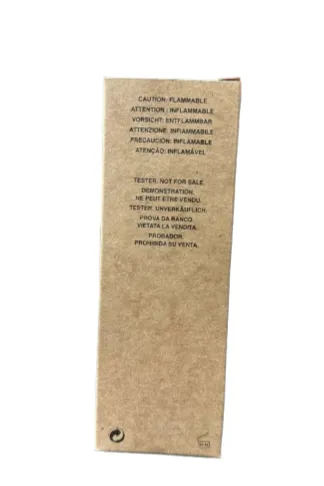 CAUTION: FLAMMABLE
ATTENTION : INFLAMMABLE
VORSICHT: ENTFLAMMBAR
ATTENZIONE: INFIAMMABILE
PRECAUCIÓN: INFLAMABLE
ATENÇÃO: INFLAMÁVEL
TESTER. NOT FOR SALE.
DEMONSTRATION.
NE PEUT ETRE VENDU.
TESTER. UNVERKÄUFLICH.
PROVA DA BANCO.
VIETATA LA VENDITA.
PROBADOR.
PROHIBIDA SU VENTA.